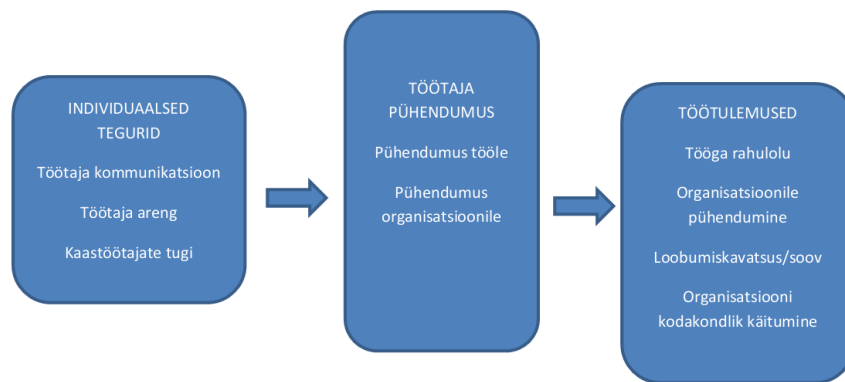 INDIVIDUAALSED
TEGURID
Töötaja kommunikatsioon
Töötaja areng
Kaastöötajate tugi
TÖÖTAJA
PÜHENDUMUS
Pühendumus tööle
Pühendumus
organisatsioonile
TÖÖTULEMUSED
Tööga rahulolu
Organisatsioonile
pühendumine
Loobumiskavatsus/soov
Organisatsiooni
kodakondlik käitumine